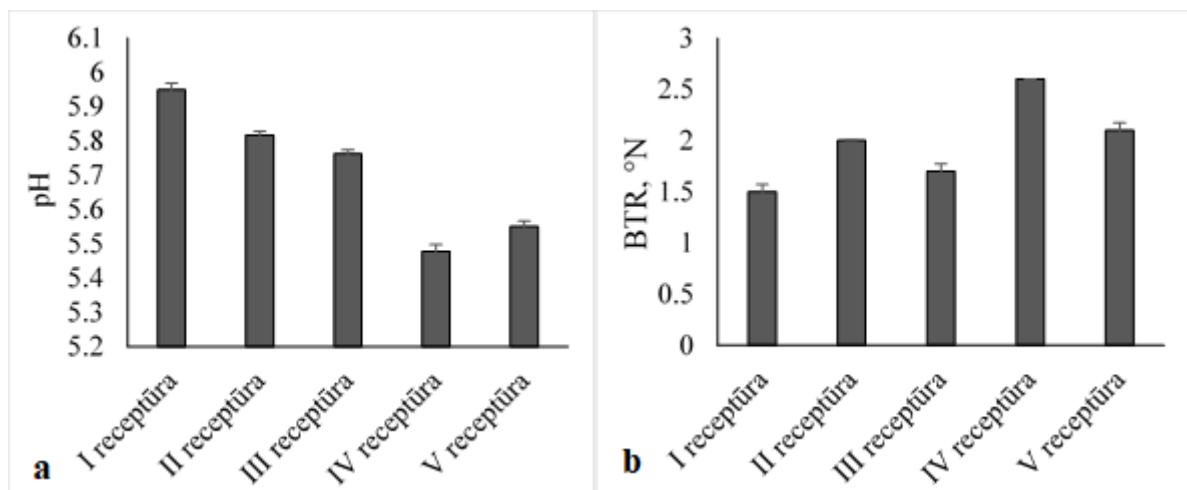 6.1
6
5.9
5.8
5.7
5.6
5.5
5.4
5.3
5.2
pH
I receptūra
II receptūra
III receptūra
IV receptūra
V receptūra
a
3
2.5
2
1.5
1
0.5
0
BTR, °N
I receptūra
II receptūra
III receptūra
IV receptūra
V receptūra
b